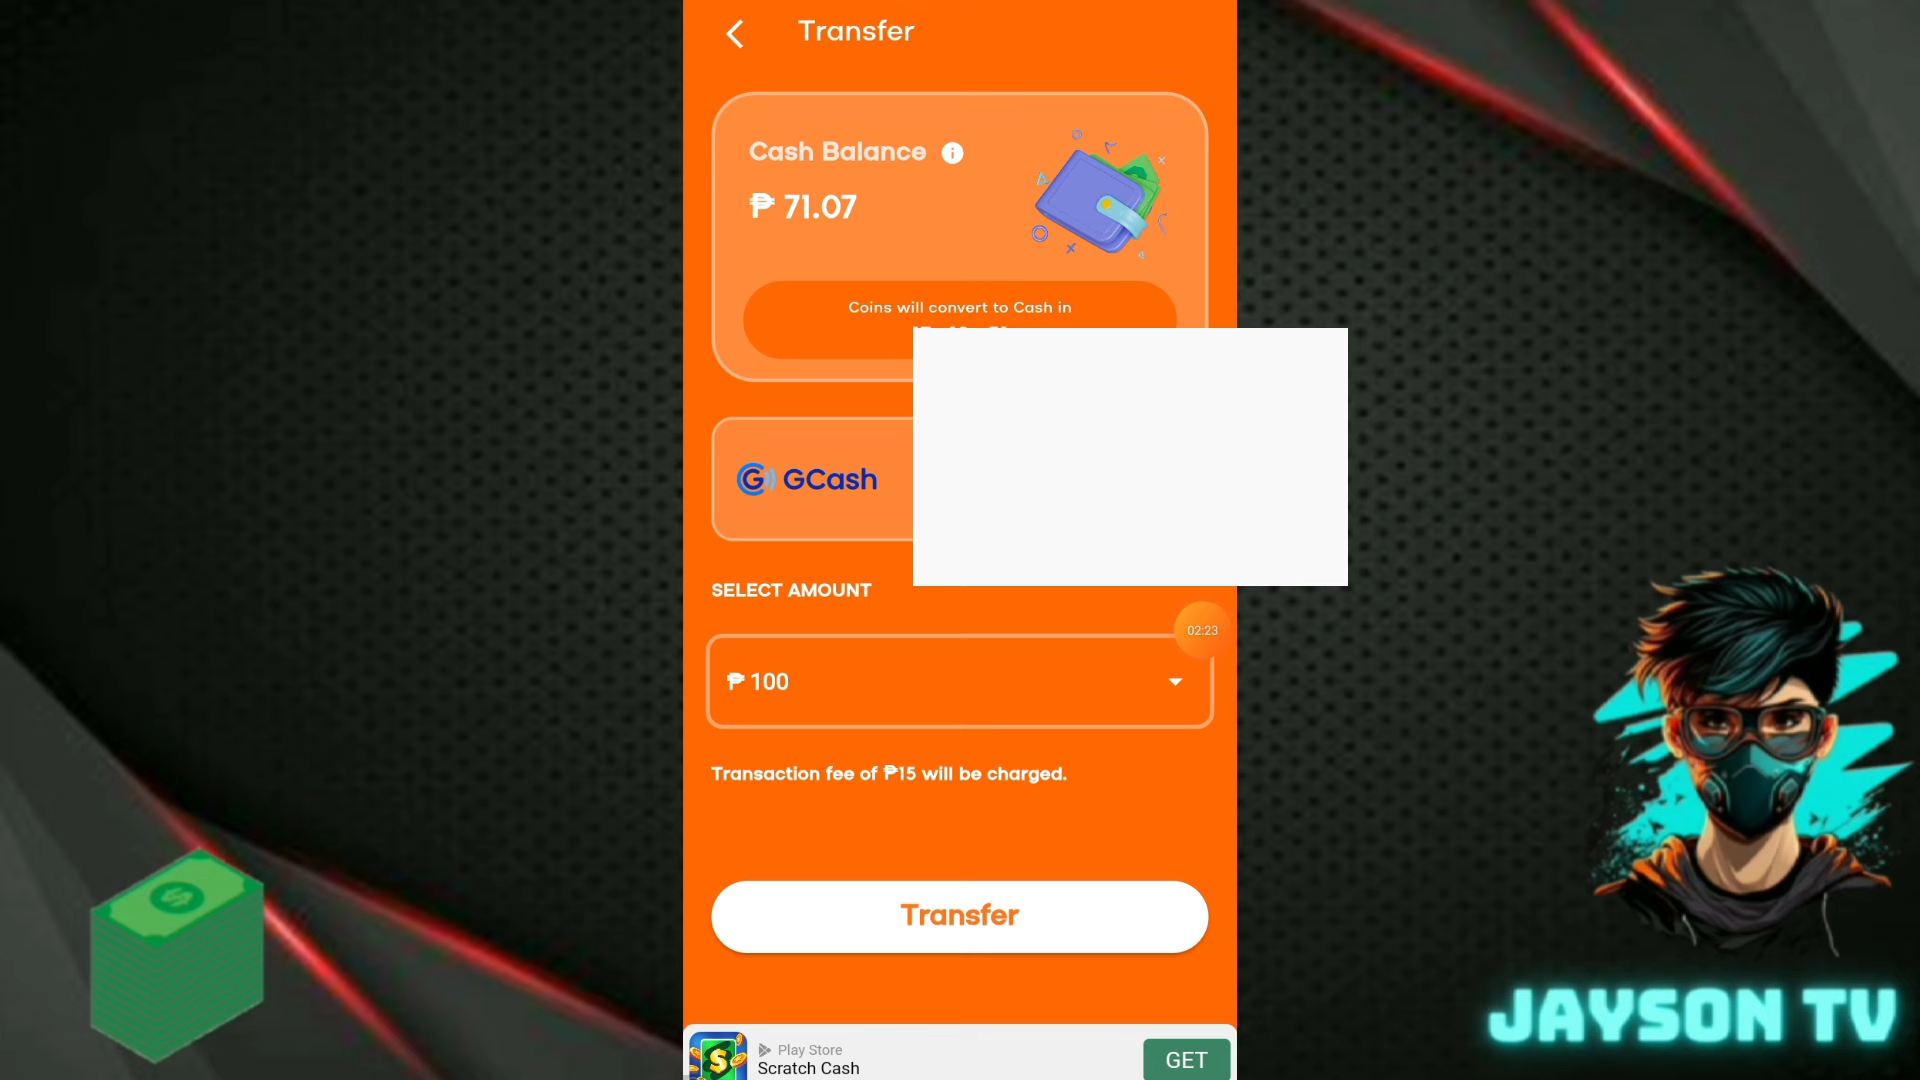 Transfer
Cash Balance i
₱ 71.07
Coins will convert to Cash in
GCash
SELECT AMOUNT
02:23
₱ 100
Transaction fee of ₱15 will be charged.
Transfer
Play Store
Scratch Cash
GET
JAYSON TV